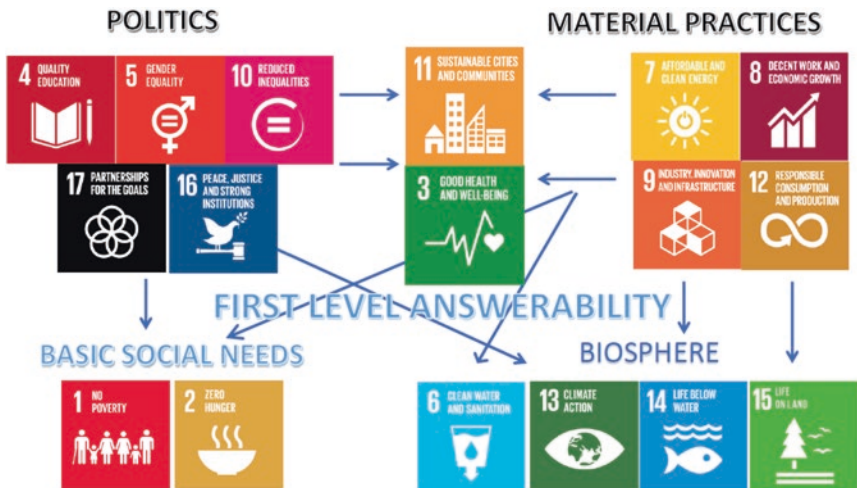 POLITICS
MATERIAL PRACTICES
4 QUALITY
EDUCATION
5 GENDER
EQUALITY
10 REDUCED
INEQUALITIES
11 SUSTAINABLE CITIES
AND COMMUNITIES
7 AFFORDABLE AND
CLEAN ENERGY
8 DECENT WORK AND
ECONOMIC GROWTH
17 PARTNERSHIPS
FOR THE GOALS
16 PEACE, JUSTICE
AND STRONG
INSTITUTIONS
3 GOOD HEALTH
AND WELL-BEING
9 INDUSTRY, INNOVATION
AND INFRASTRUCTURE
12 RESPONSIBLE
CONSUMPTION
AND PRODUCTION
FIRST LEVEL ANSWERABILITY
BASIC SOCIAL NEEDS
BIOSPHERE
1 NO
POVERTY
2 ZERO
HUNGER
6 CLEAN WATER
AND SANITATION
13 CLIMATE
ACTION
14 LIFE BELOW
WATER
15 LIFE
ON LAND